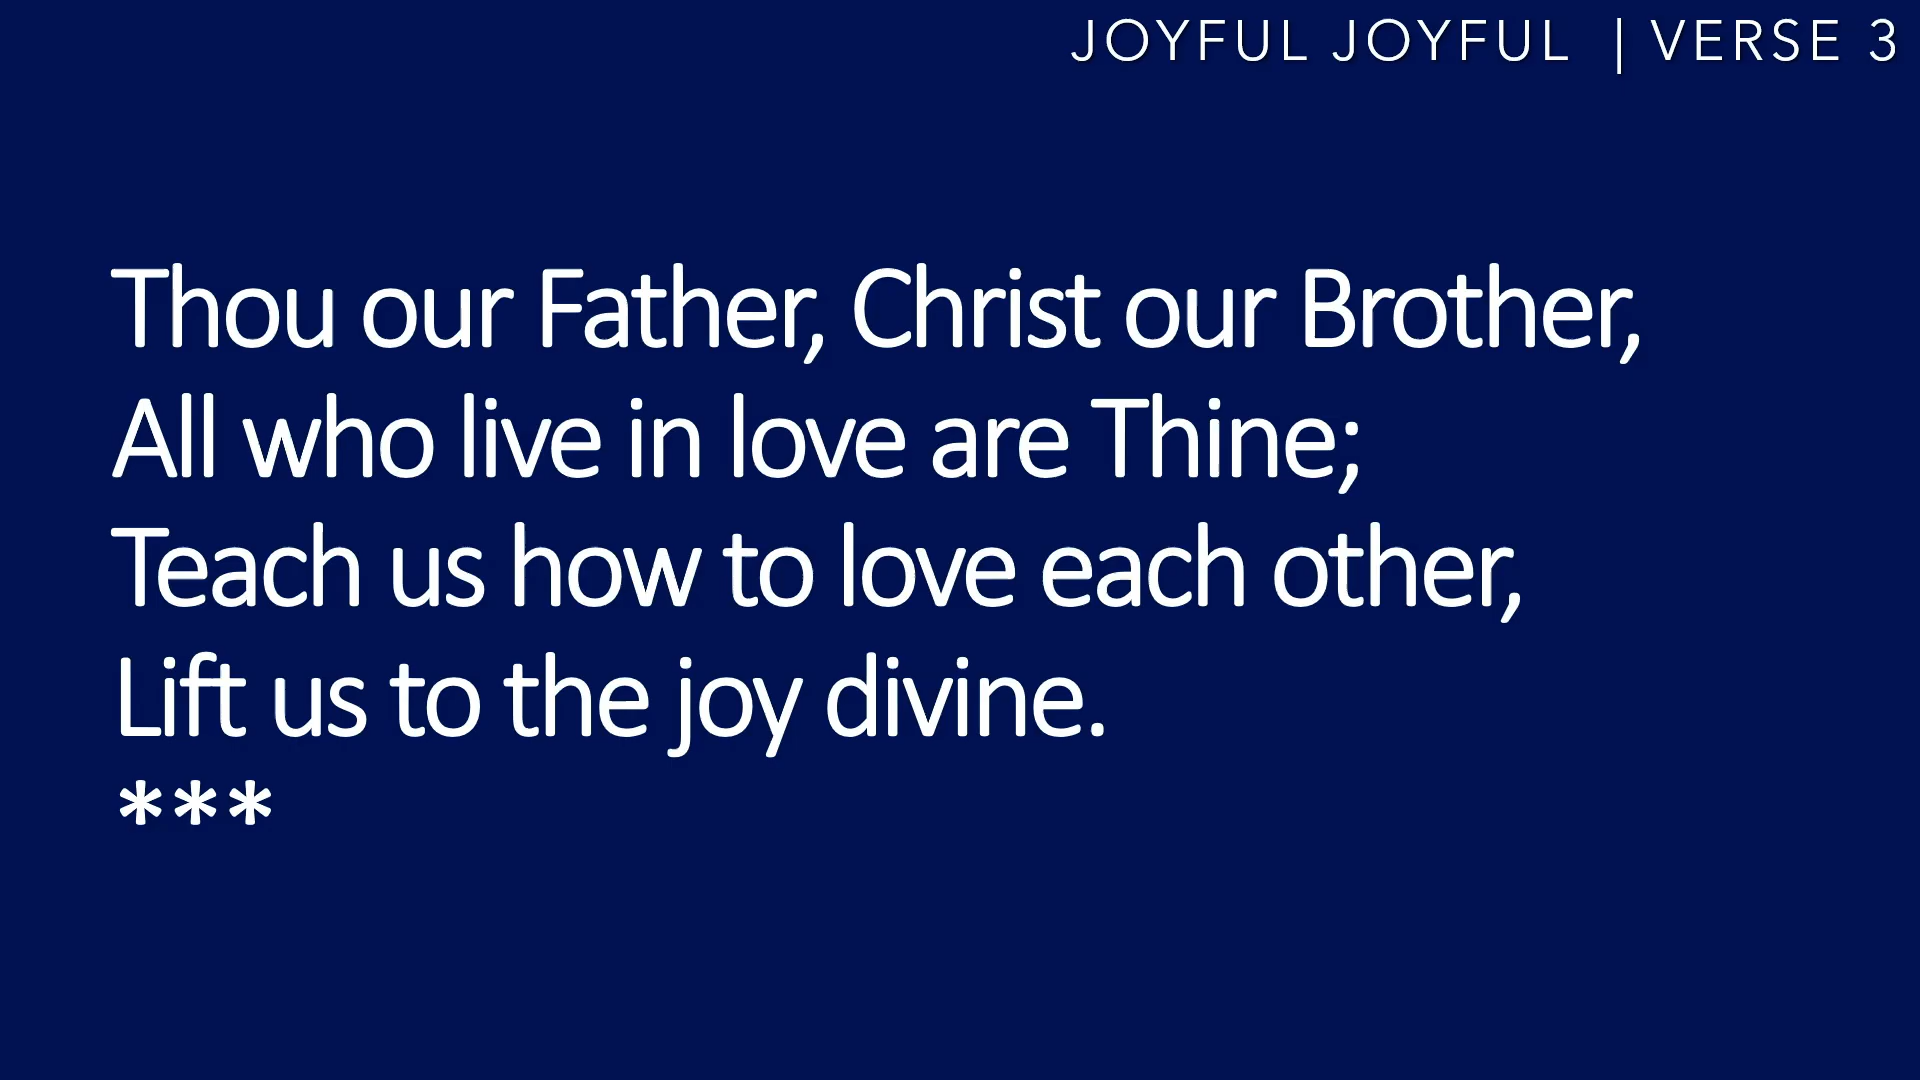 JOYFUL JOYFUL | VERSE 3
Thou our Father, Christ our Brother,
All who live in love are Thine;
Teach us how to love each other,
Lift us to the joy divine.
***